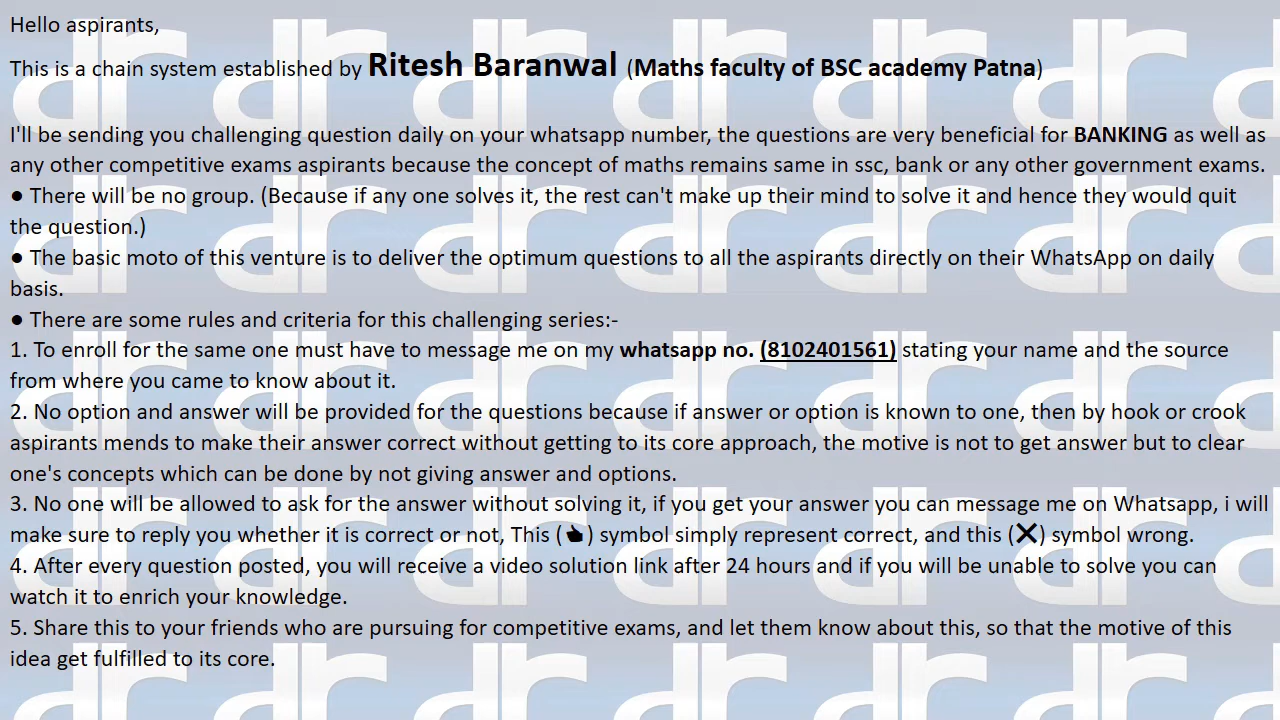 Hello aspirants,
This is a chain system established by Ritesh Baranwal (Maths faculty of BSC academy Patna)
I'll be sending you challenging question daily on your whatsapp number, the questions are very beneficial for BANKING as well as
any other competitive exams aspirants because the concept of maths remains same in ssc, bank or any other government exams.
● There will be no group. (Because if any one solves it, the rest can't make up their mind to solve it and hence they would quit
the question.)
● The basic moto of this venture is to deliver the optimum questions to all the aspirants directly on their WhatsApp on daily
basis.
● There are some rules and criteria for this challenging series:-
1. To enroll for the same one must have to message me on my whatsapp no. (8102401561) stating your name and the source
from where you came to know about it.
2. No option and answer will be provided for the questions because if answer or option is known to one, then by hook or crook
aspirants mends to make their answer correct without getting to its core approach, the motive is not to get answer but to clear
one's concepts which can be done by not giving answer and options.
3. No one will be allowed to ask for the answer without solving it, if you get your answer you can message me on Whatsapp, i will
make sure to reply you whether it is correct or not, This (👍) symbol simply represent correct, and this (❌) symbol wrong.
4. After every question posted, you will receive a video solution link after 24 hours and if you will be unable to solve you can
watch it to enrich your knowledge.
5. Share this to your friends who are pursuing for competitive exams, and let them know about this, so that the motive of this
idea get fulfilled to its core.